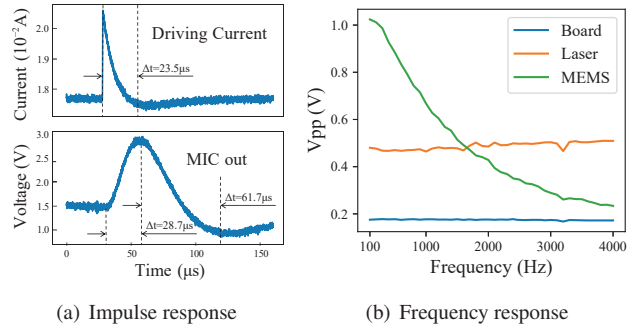 Current (10⁻²A)
2.0
1.9
1.8
1.7
Driving Current
Δt=23.5μs
Voltage (V)
3.0
2.5
2.0
1.5
1.0
MIC out
Δt=61.7μs
Δt=28.7μs
0
50
100
150
Time (μs)
(a) Impulse response
Vpp (V)
1.0
0.8
0.6
0.4
0.2
Board
Laser
MEMS
100
1000
2000
3000
4000
Frequency (Hz)
(b) Frequency response